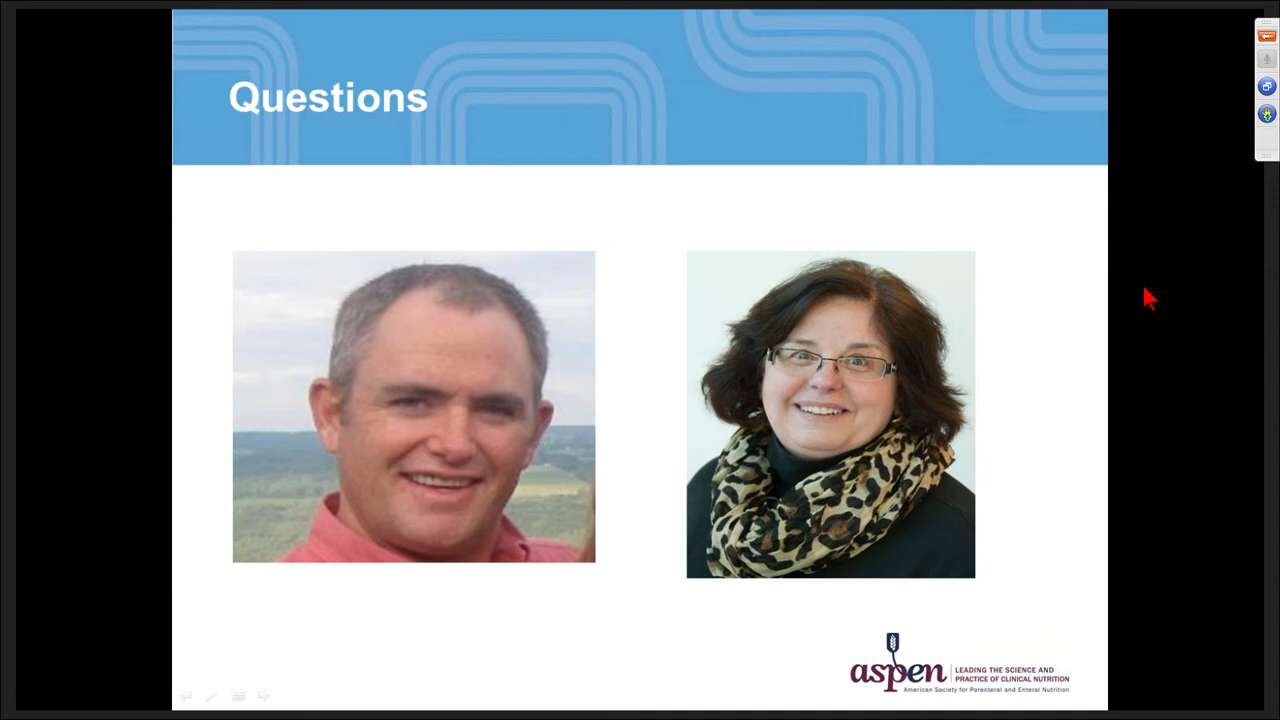 Questions
aspen
LEADING THE SCIENCE AND
PRACTICE OF CLINICAL NUTRITION
American Society for Parenteral and Enteral Nutrition